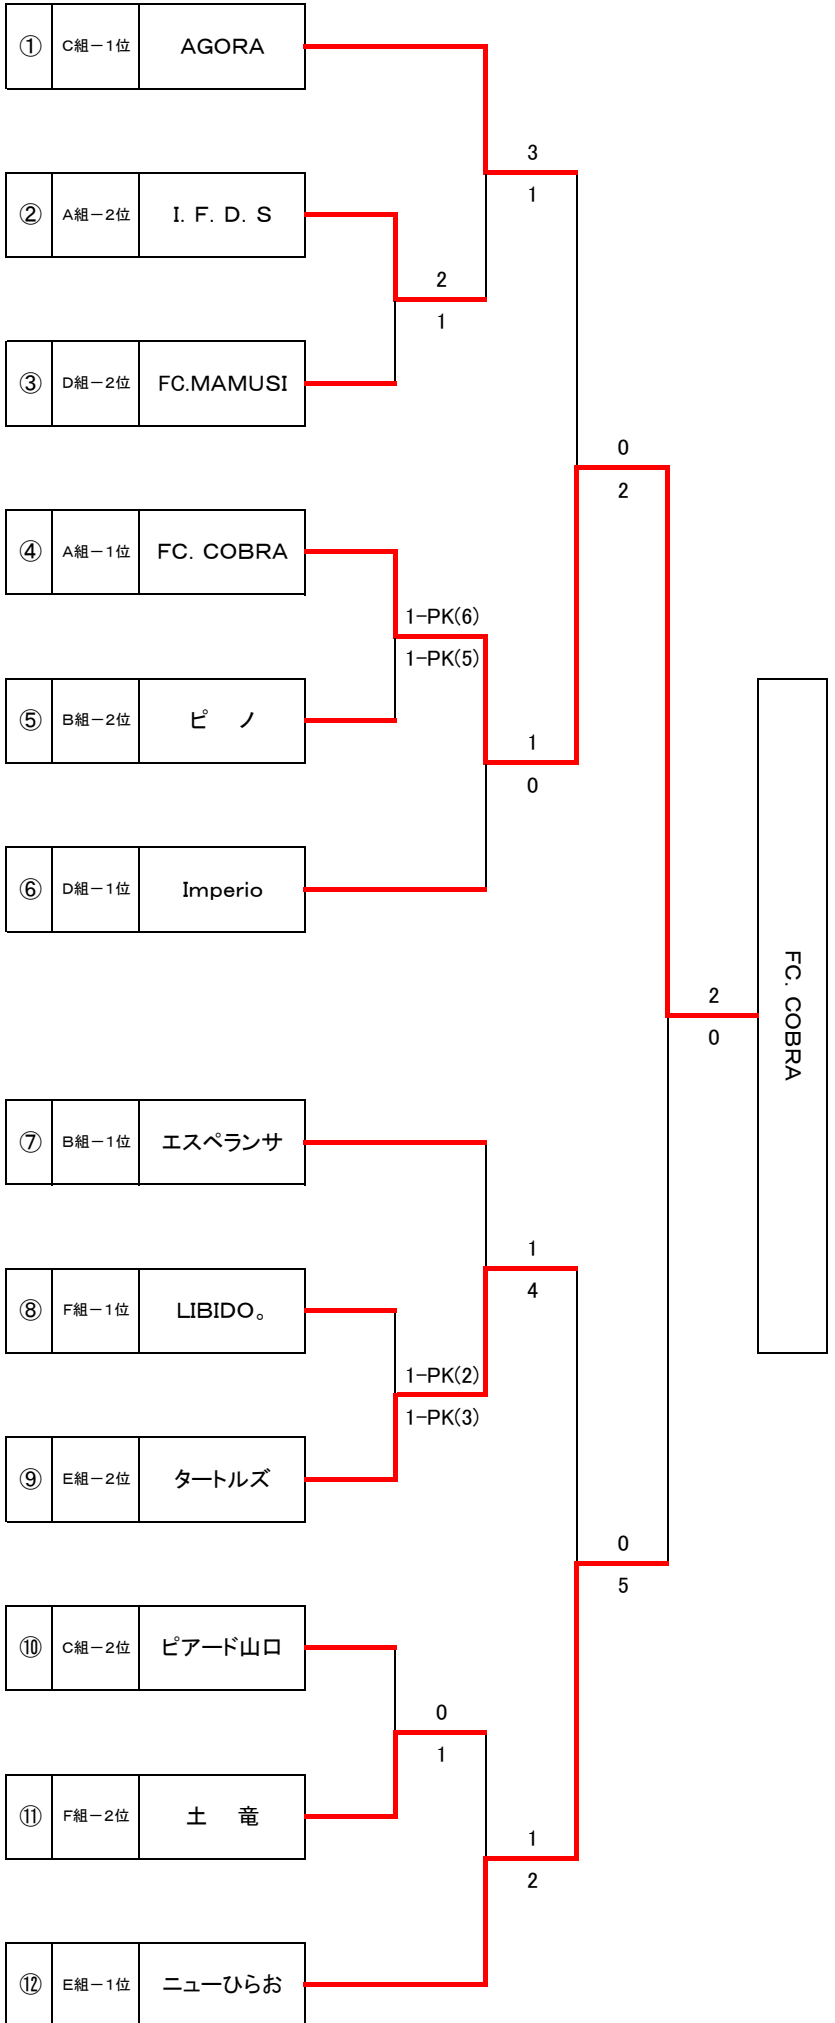 ① C組－1位 AGORA
3
1
② A組－2位 I. F. D. S
2
1
③ D組－2位 FC.MAMUSI
0
2
④ A組－1位 FC. COBRA
1-PK(6)
1-PK(5)
⑤ B組－2位 ピ　ノ
1
0
⑥ D組－1位 Imperio
FC. COBRA
2
0
⑦ B組－1位 エスペランサ
1
4
⑧ F組－1位 LIBIDO。
1-PK(2)
1-PK(3)
⑨ E組－2位 タートルズ
0
5
⑩ C組－2位 ピアード山口
0
1
⑪ F組－2位 土　竜
1
2
⑫ E組－1位 ニューひらお